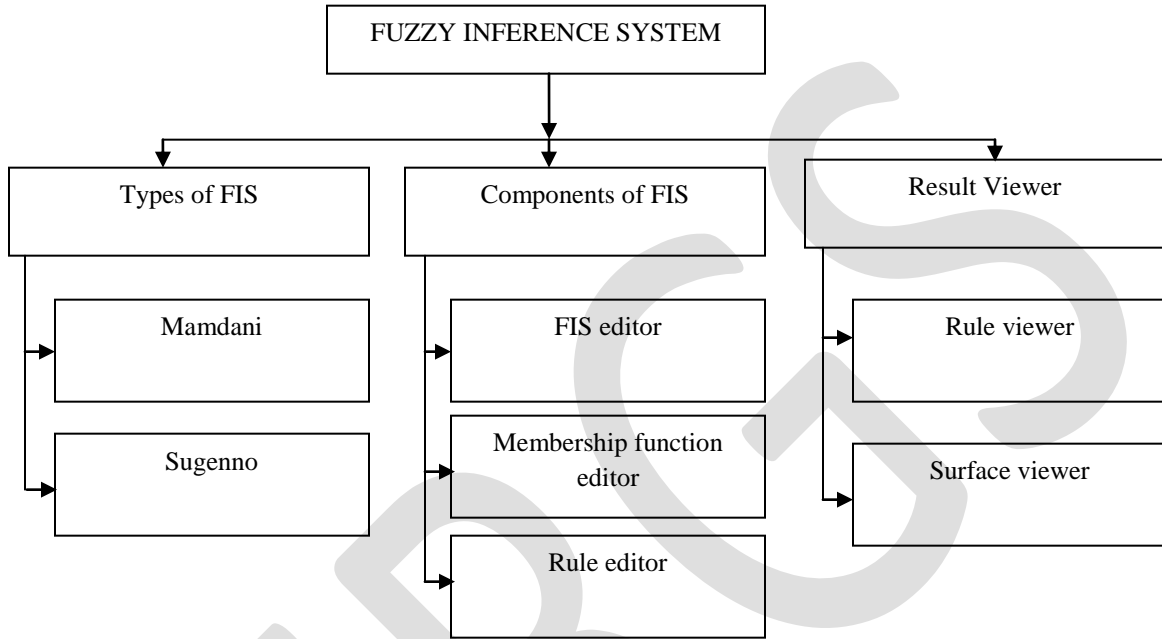 FUZZY INFERENCE SYSTEM
Types of FIS
Mamdani
Sugenno
Components of FIS
FIS editor
Membership function
editor
Rule editor
Result Viewer
Rule viewer
Surface viewer